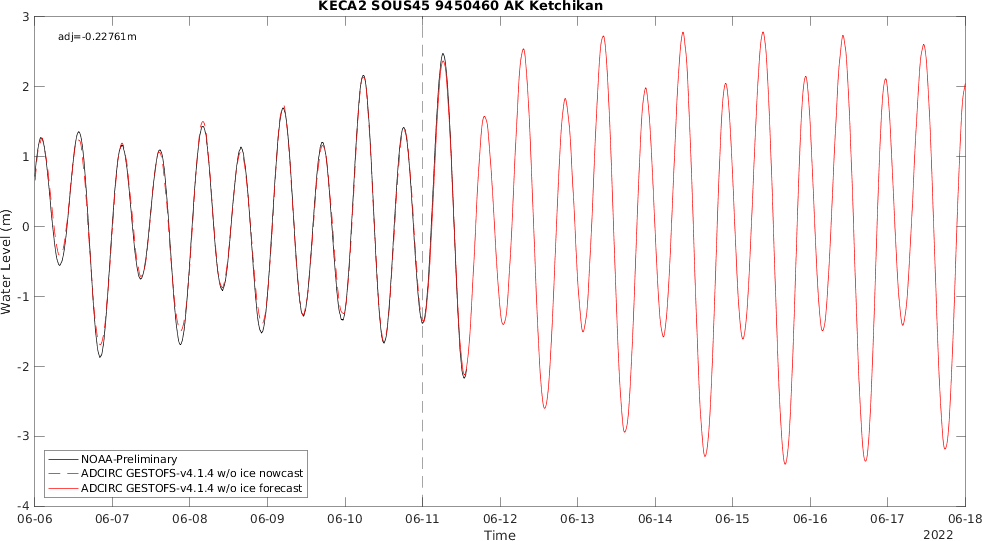 KECA2 SOUS45 9450460 AK Ketchikan
adj=-0.22761m
3
2
1
0
-1
-2
-3
-4
Water Level (m)
NOAA-Preliminary
ADCIRC GESTOFS-v4.1.4 w/o ice nowcast
ADCIRC GESTOFS-v4.1.4 w/o ice forecast
06-06 06-07 06-08 06-09 06-10 06-11 06-12 06-13 06-14 06-15 06-16 06-17 06-18
Time
2022